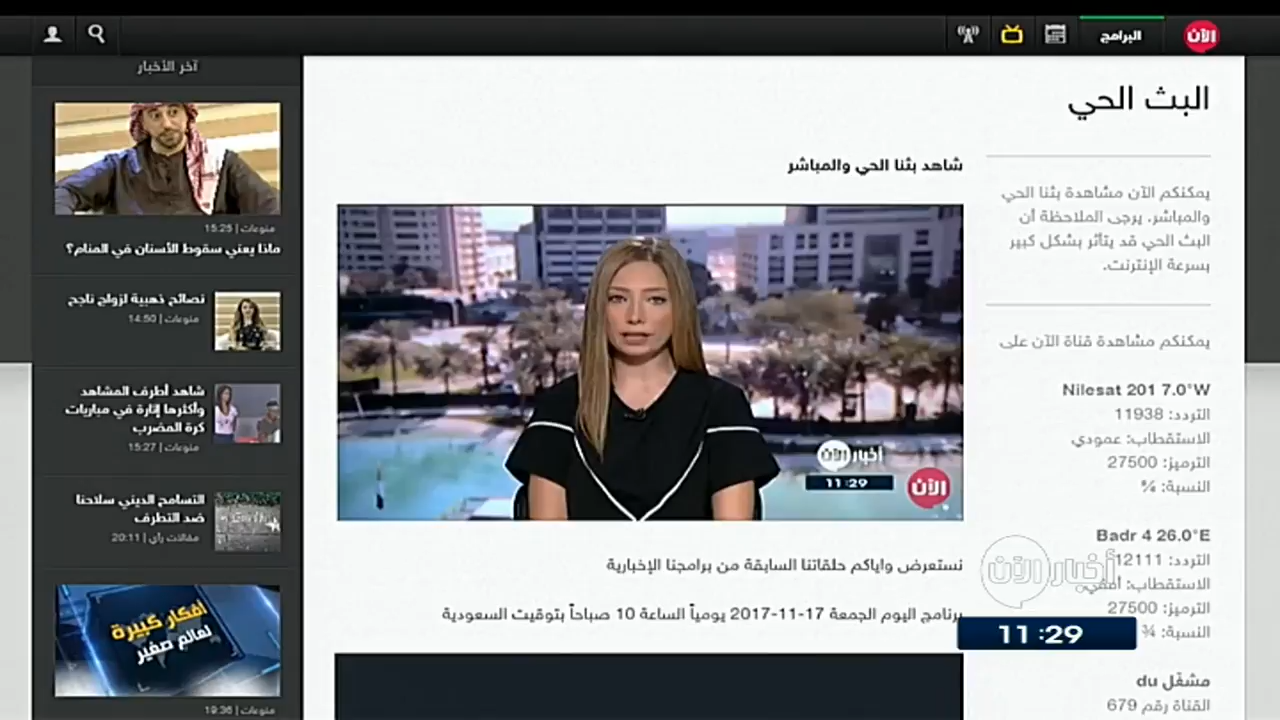 الآن
البرامج
البث الحي
يمكنكم الآن مشاهدة بثنا الحي
والمباشر. يرجى الملاحظة أن
البث الحي قد يتأثر بشكل كبير
بسرعة الإنترنت.
يمكنكم مشاهدة قناة الآن على
Nilesat 201 7.0°W
التردد: 11938
الاستقطاب: عمودي
الترميز: 27500
النسبة: ¾
Badr 4 26.0°E
التردد: 12111
الاستقطاب: أفقي
الترميز: 27500
النسبة: ¾
مشغّل du
القناة رقم 679
شاهد بثنا الحي والمباشر
أخبار الآن
11:29
الآن
نستعرض وإياكم حلقاتنا السابقة من برامجنا الإخبارية
برنامج اليوم الجمعة 17-11-2017 يومياً الساعة 10 صباحاً بتوقيت السعودية
آخر الأخبار
منوعات | 15:25
ماذا يعني سقوط الأسنان في المنام؟
نصائح ذهبية لزواج ناجح
منوعات | 14:50
شاهد أطرف المشاهد
وأكثرها إثارة في مباريات
كرة المضرب
منوعات | 15:27
التسامح الديني سلاحنا
ضد التطرف
مقالات رأي | 20:11
أفكار كبيرة
لعالم صغير
منوعات | 19:36
أخبار الآن
11:29